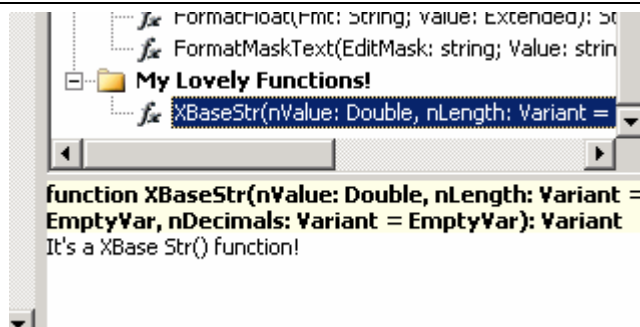 FormatFloat(Fmt: String; Value: Extended): St
FormatMaskText(EditMask: string; Value: strin
My Lovely Functions!
XBaseStr(nValue: Double, nLength: Variant =
function XBaseStr(nValue: Double, nLength: Variant =
EmptyVar, nDecimals: Variant = EmptyVar): Variant
It's a XBase Str() function!